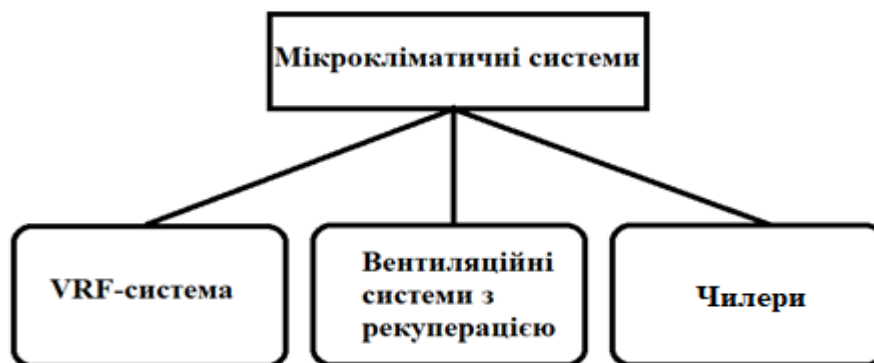 Мікрокліматичні системи
VRF-система
Вентиляційні
системи з
рекуперацією
Чилери